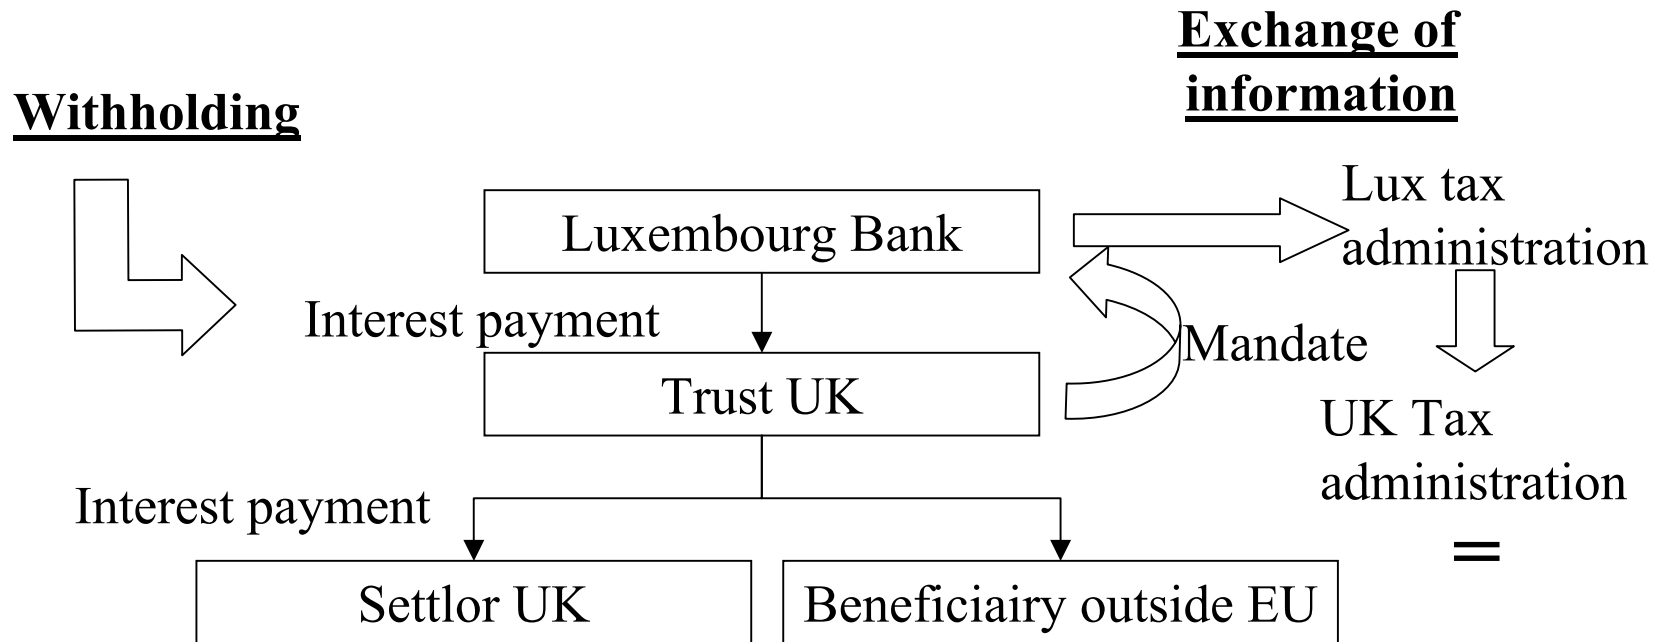 Exchange of
information
Withholding
Lux tax
administration
Luxembourg Bank
Interest payment
Mandate
Trust UK
UK Tax
administration
Interest payment
=
Settlor UK
Beneficiairy outside EU